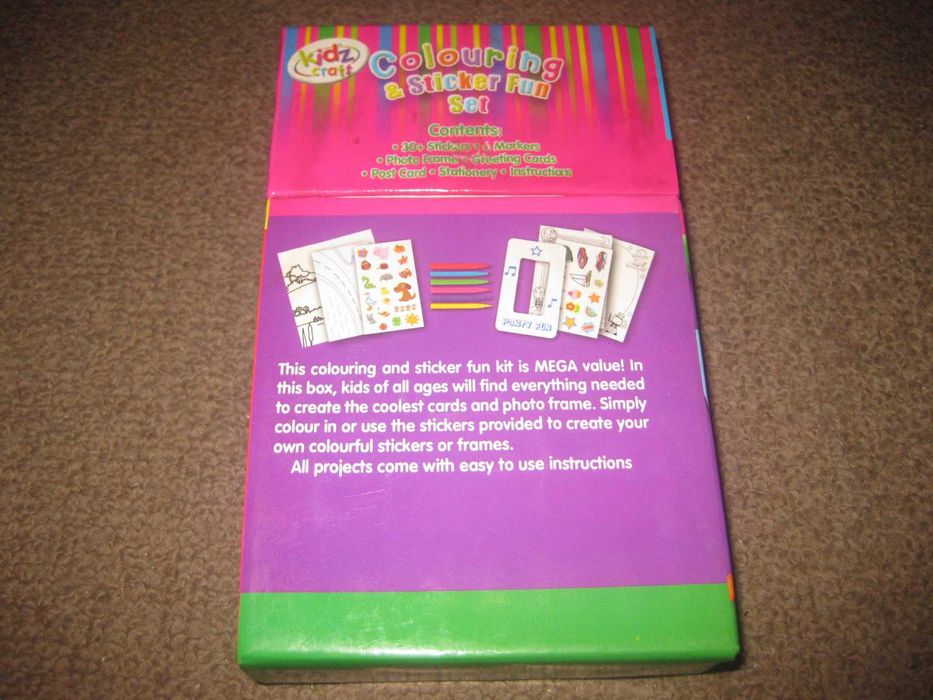 kidz
craft
Colouring
& Sticker Fun
Set
Contents:
• 30+ Stickers • 6 Markers
• Photo Frame • Greeting Cards
• Post Card • Stationery • Instructions
PARTY FUN
This colouring and sticker fun kit is MEGA value! In
this box, kids of all ages will find everything needed
to create the coolest cards and photo frame. Simply
colour in or use the stickers provided to create your
own colourful stickers or frames.
All projects come with easy to use instructions